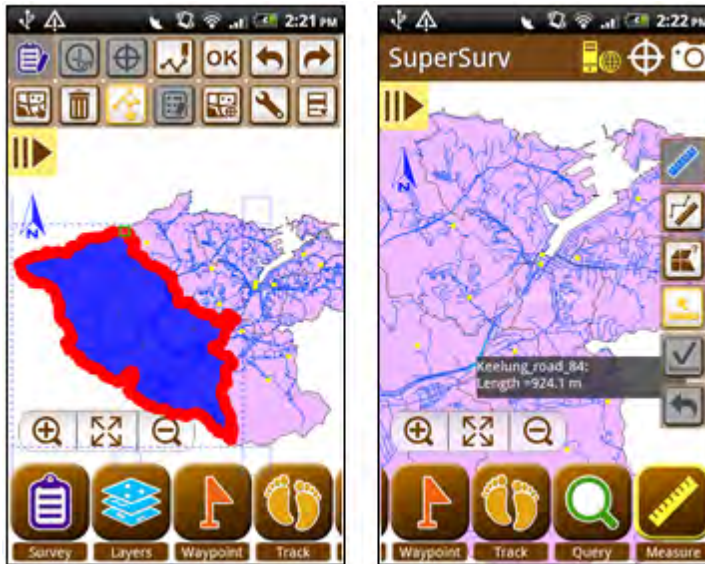 2:21 PM
OK
N
Survey
Layers
Waypoint
Track
2:22 PM
SuperSurv
N
Keelung_road_84:
Length =924.1 m
Waypoint
Track
Query
Measure